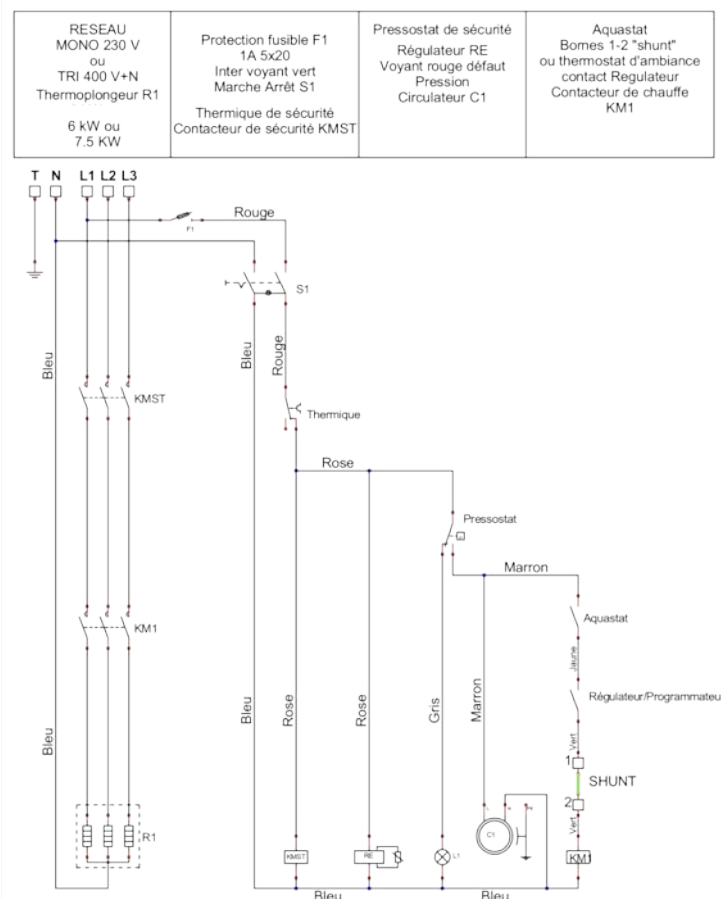 RESEAU
MONO 230 V
ou
TRI 400 V+N
Thermoplongeur R1
6 kW ou
7.5 KW
Protection fusible F1
1A 5x20
Inter voyant vert
Marche Arrêt S1
Thermique de sécurité
Contacteur de sécurité KMST
Pressostat de sécurité
Régulateur RE
Voyant rouge défaut
Pression
Circulateur C1
Aquastat
Bornes 1-2 "shunt"
ou thermostat d'ambiance
contact Regulateur
Contacteur de chauffe
KM1
T N L1 L2 L3
Rouge
F1
S1
Bleu
Bleu
Rouge
KMST
Thermique
Rose
Pressostat
Marron
Aquastat
KM1
Jaune
Régulateur/Programmateu
Bleu
Bleu
Rose
Rose
Gris
Marron
Vert
1
SHUNT
2
Vert
R1
KMST
RE
L1
C1
KM1
Bleu
Bleu